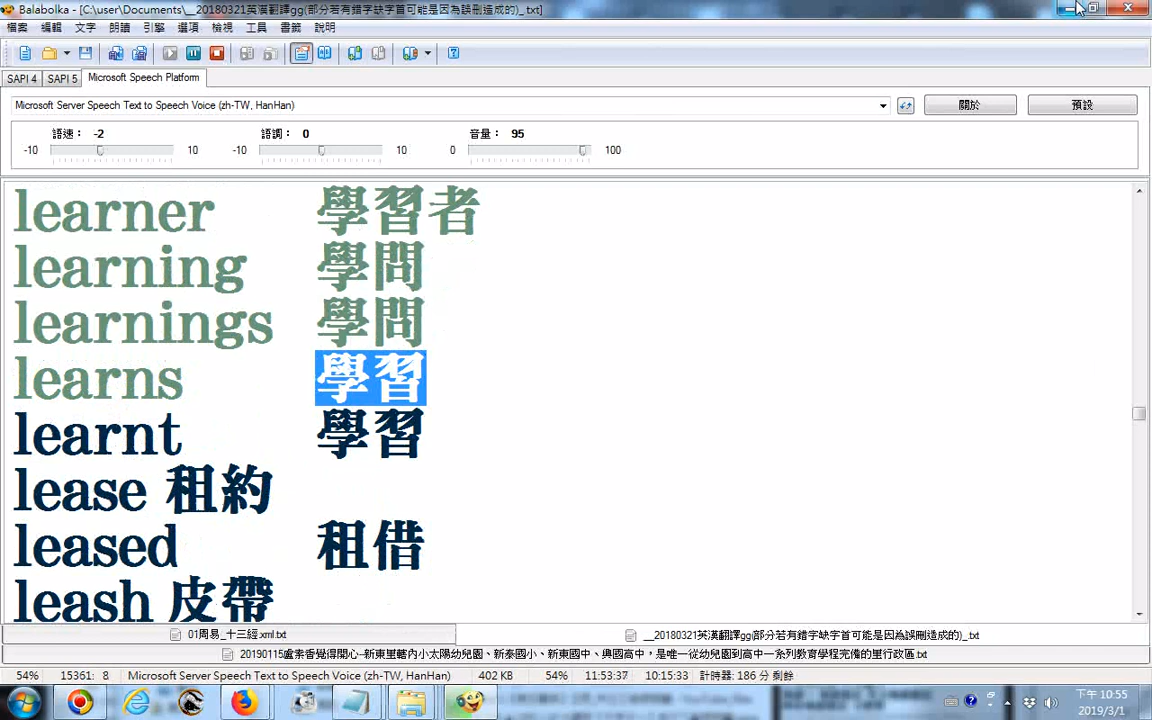 Balabolka - [C:\user\Documents\__20180321英漢翻譯gg(部分若有錯字缺字首可能是因為誤刪造成的)_.txt]
檔案 編輯 文字 朗讀 引擎 選項 檢視 工具 書籤 說明
SAPI 4 SAPI 5 Microsoft Speech Platform
Microsoft Server Speech Text to Speech Voice (zh-TW, HanHan) 關於 預設
語速： -2 語調： 0 音量： 95
-10 10 -10 10 0 100
learner 學習者
learning 學問
learnings 學問
learns 學習
learnt 學習
lease 租約
leased 租借
leash 皮帶
01周易_十三經.xml.txt __20180321英漢翻譯gg(部分若有錯字缺字首可能是因為誤刪造成的)_.txt
20190115盧素香覺得開心--新東里轄內小太陽幼兒園、新泰國小、新東國中、興國高中，是唯一從幼兒園到高中一系列教育學程完備的里行政區.txt
54% 15361: 8 Microsoft Server Speech Text to Speech Voice (zh-TW, HanHan) 402 KB 54% 11:53:37 10:15:33 計時器: 186 分 剩餘
下午 10:55
2019/3/1